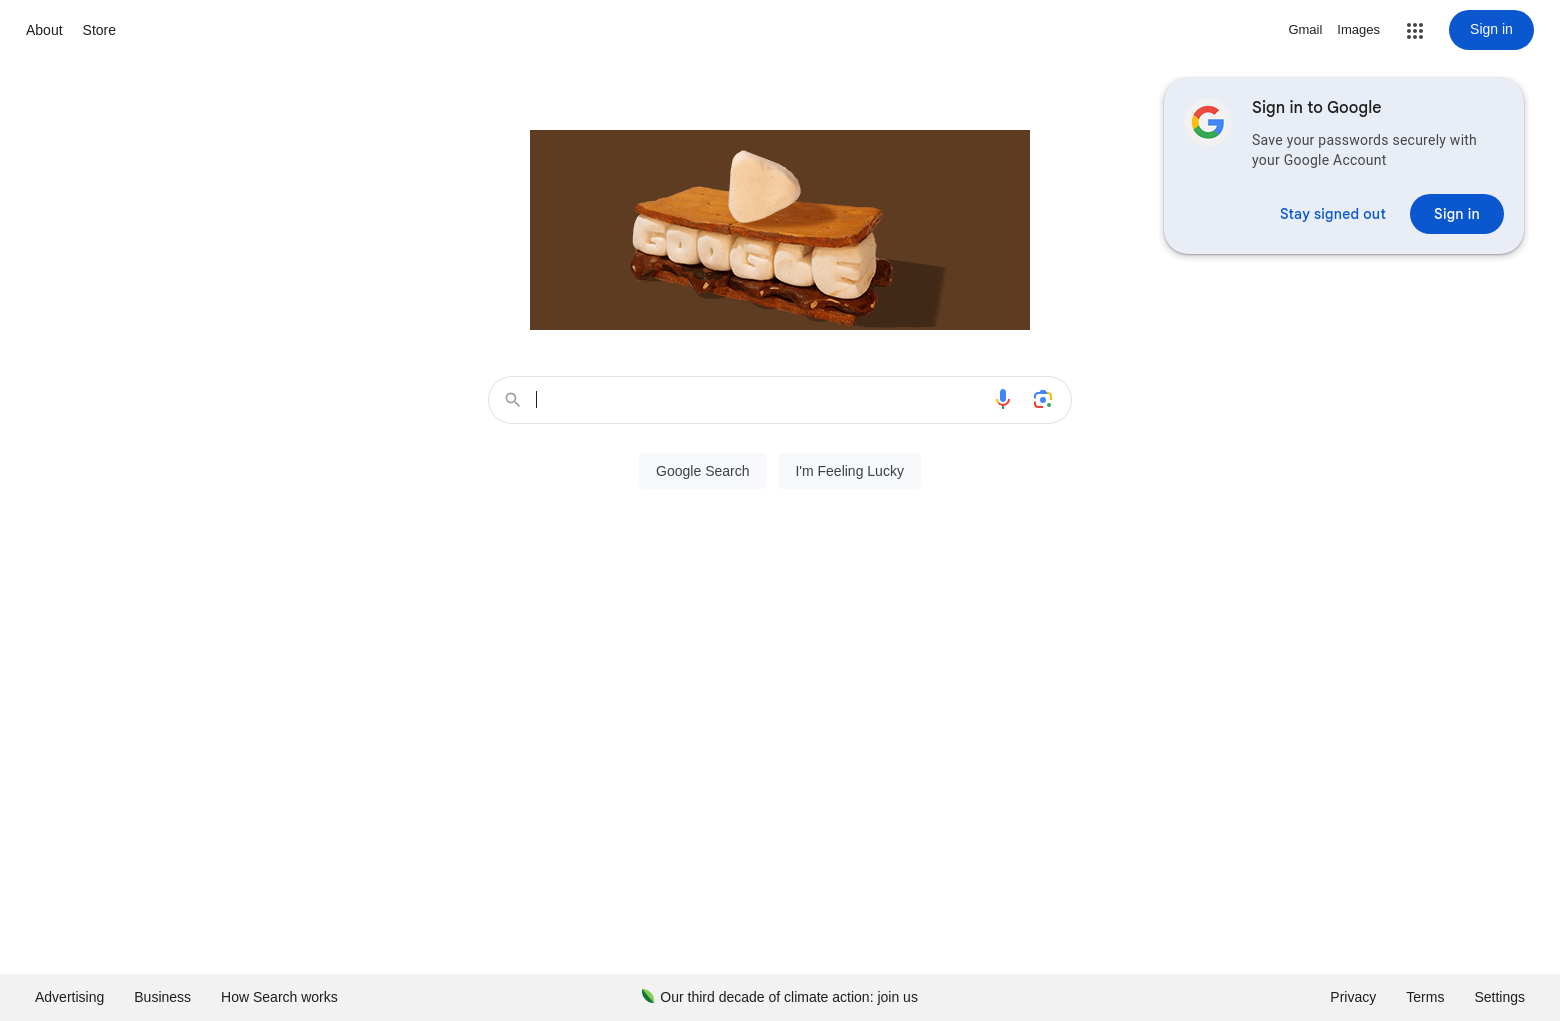 About Store Gmail Images Sign in
Sign in to Google
Save your passwords securely with
your Google Account
Stay signed out Sign in
GOOGLE
Google Search I'm Feeling Lucky
Advertising Business How Search works Our third decade of climate action: join us Privacy Terms Settings